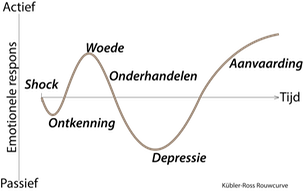 Actief
Emotionele respons
Woede
Shock
Onderhandelen
Aanvaarding
Tijd
Ontkenning
Depressie
Passief
Kübler-Ross Rouwcurve